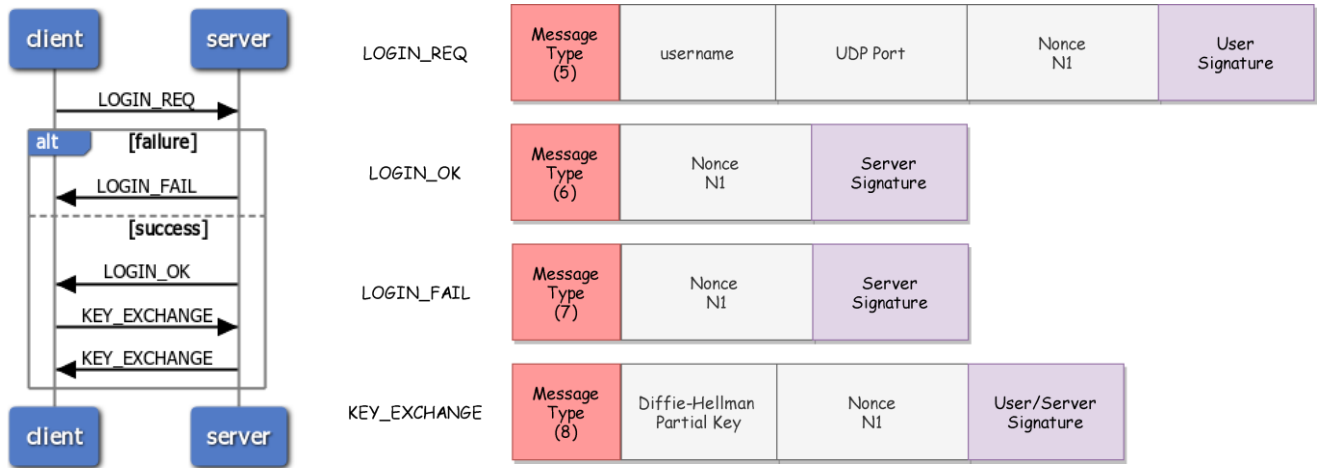 client
server
LOGIN_REQ
alt
[failure]
LOGIN_FAIL
[success]
LOGIN_OK
KEY_EXCHANGE
KEY_EXCHANGE
client
server
LOGIN_REQ
Message
Type
(5)
username
UDP Port
Nonce
N1
User
Signature
LOGIN_OK
Message
Type
(6)
Nonce
N1
Server
Signature
LOGIN_FAIL
Message
Type
(7)
Nonce
N1
Server
Signature
KEY_EXCHANGE
Message
Type
(8)
Diffie-Hellman
Partial Key
Nonce
N1
User/Server
Signature